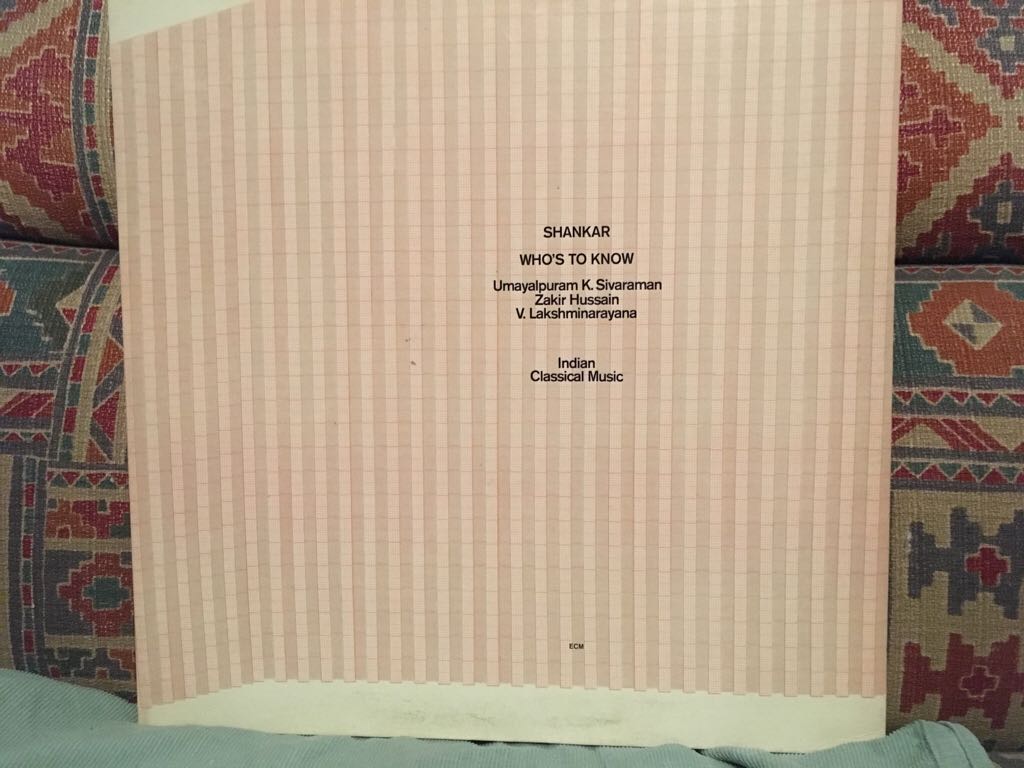 SHANKAR
WHO'S TO KNOW
Umayalpuram K. Sivaraman
Zakir Hussain
V. Lakshminarayana
Indian
Classical Music
ECM